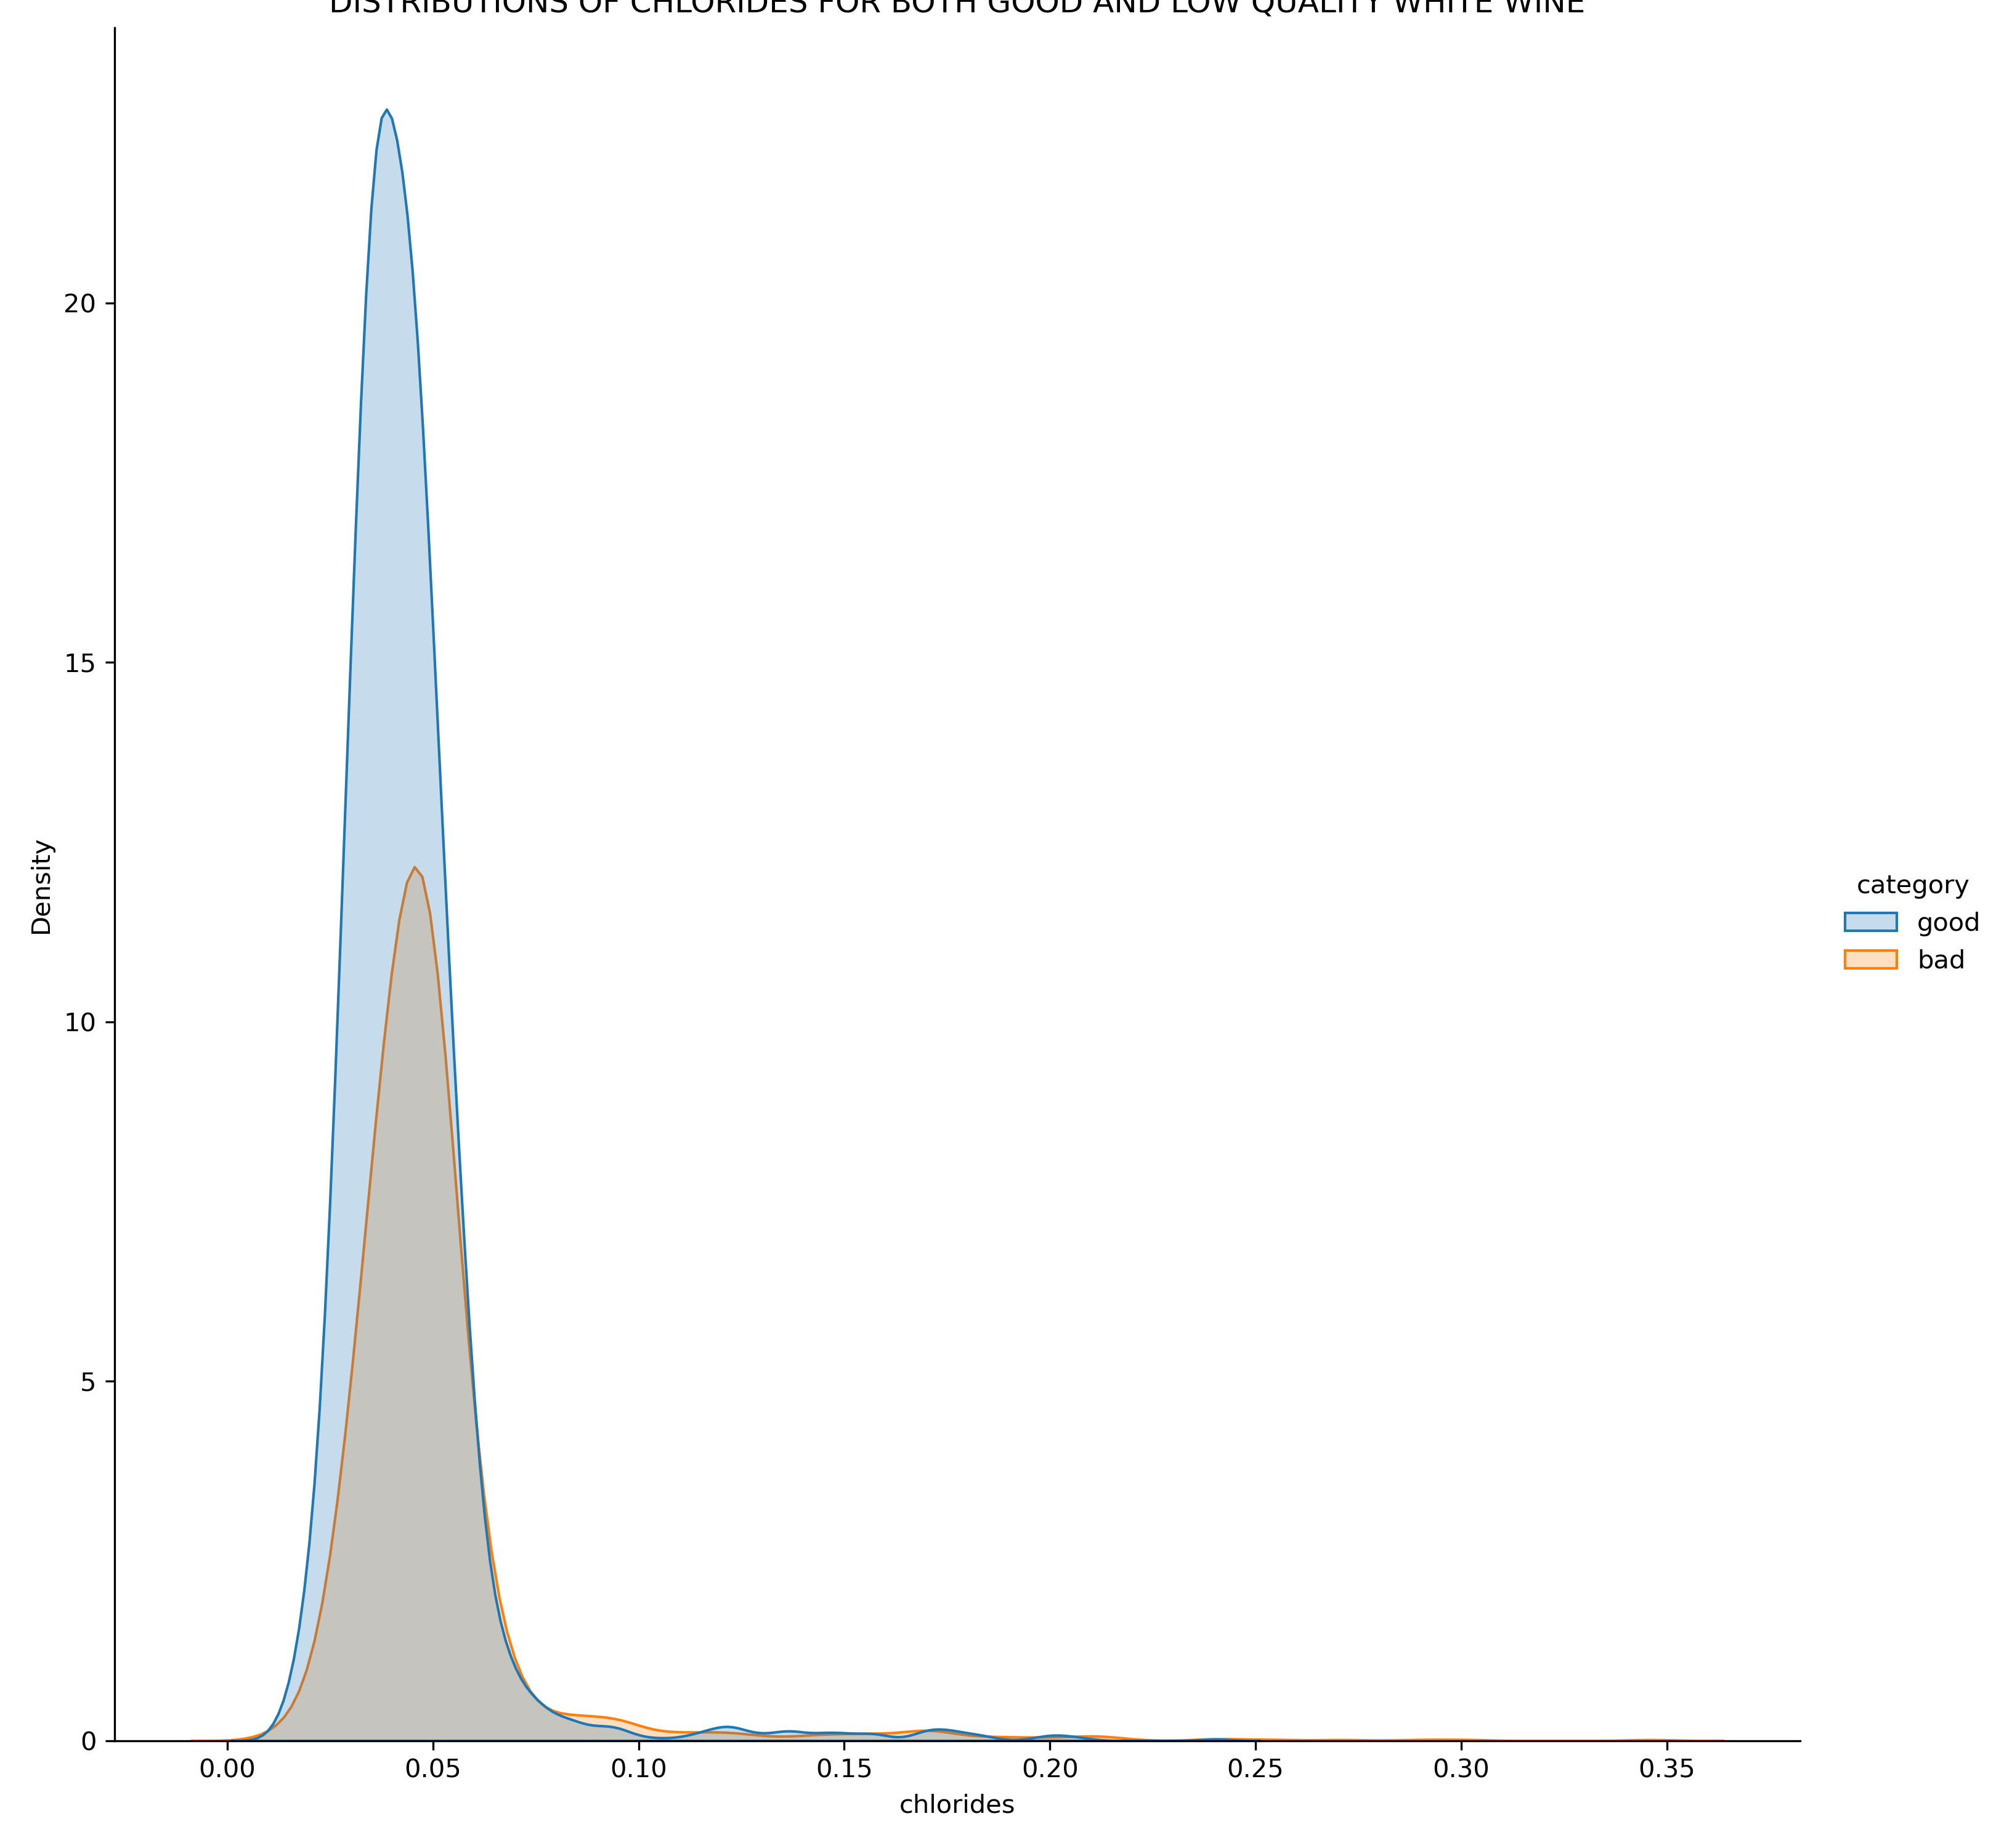 DISTRIBUTIONS OF CHLORIDES FOR BOTH GOOD AND LOW QUALITY WHITE WINE
20
15
10
5
0
Density
0.00 0.05 0.10 0.15 0.20 0.25 0.30 0.35
chlorides
category
good
bad